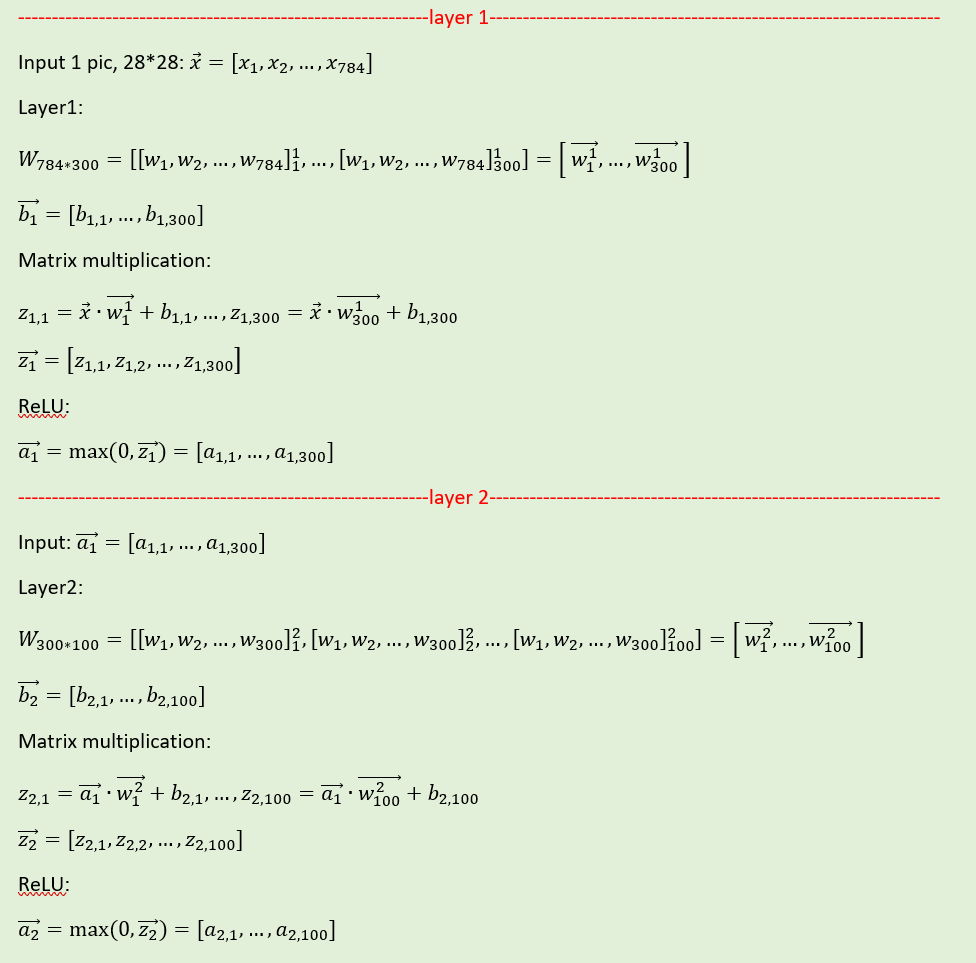 ------------------------------------------------------------layer 1------------------------------------------------------------------
Input 1 pic, 28*28: x⃗ = [x₁, x₂, …, x₇₈₄]
Layer1:
W₇₈₄*₃₀₀ = [[w₁, w₂, …, w₇₈₄]¹₁, …, [w₁, w₂, …, w₇₈₄]¹₃₀₀] = [w⃗¹₁, …, w⃗¹₃₀₀]
b⃗₁ = [b₁,₁, …, b₁,₃₀₀]
Matrix multiplication:
z₁,₁ = x⃗ · w⃗¹₁ + b₁,₁, …, z₁,₃₀₀ = x⃗ · w⃗¹₃₀₀ + b₁,₃₀₀
z⃗₁ = [z₁,₁, z₁,₂, …, z₁,₃₀₀]
ReLU:
a⃗₁ = max(0, z⃗₁) = [a₁,₁, …, a₁,₃₀₀]
------------------------------------------------------------layer 2------------------------------------------------------------------
Input: a⃗₁ = [a₁,₁, …, a₁,₃₀₀]
Layer2:
W₃₀₀*₁₀₀ = [[w₁, w₂, …, w₃₀₀]²₁, [w₁, w₂, …, w₃₀₀]²₂, …, [w₁, w₂, …, w₃₀₀]²₁₀₀] = [w⃗²₁, …, w⃗²₁₀₀]
b⃗₂ = [b₂,₁, …, b₂,₁₀₀]
Matrix multiplication:
z₂,₁ = a⃗₁ · w⃗²₁ + b₂,₁, …, z₂,₁₀₀ = a⃗₁ · w⃗²₁₀₀ + b₂,₁₀₀
z⃗₂ = [z₂,₁, z₂,₂, …, z₂,₁₀₀]
ReLU:
a⃗₂ = max(0, z⃗₂) = [a₂,₁, …, a₂,₁₀₀]